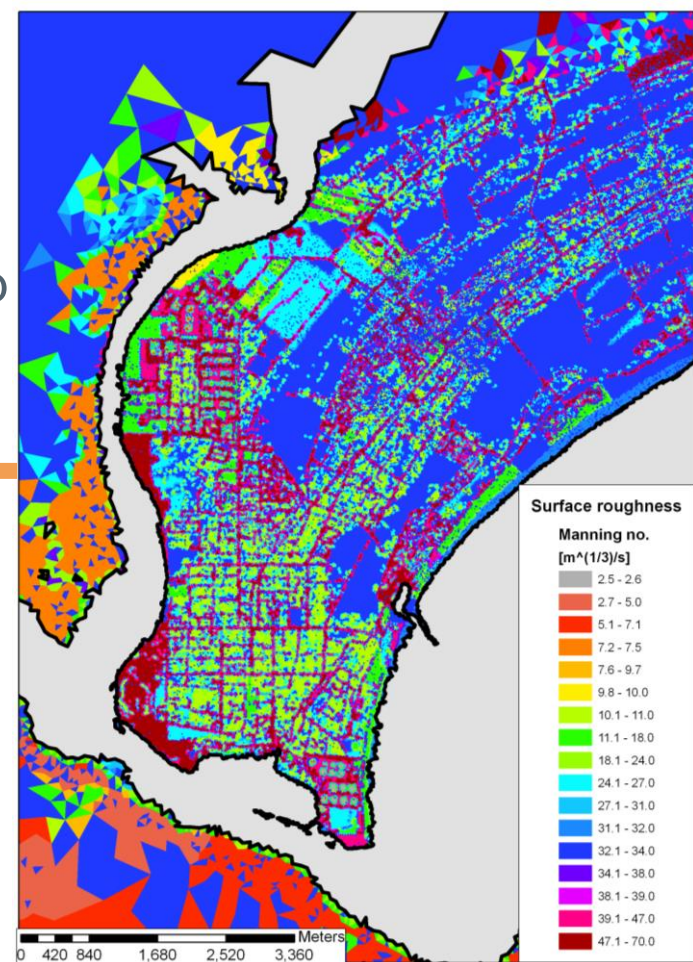 Surface roughness
Manning no.
[m^(1/3)/s]
2.5 - 2.6
2.7 - 5.0
5.1 - 7.1
7.2 - 7.5
7.6 - 9.7
9.8 - 10.0
10.1 - 11.0
11.1 - 18.0
18.1 - 24.0
24.1 - 27.0
27.1 - 31.0
31.1 - 32.0
32.1 - 34.0
34.1 - 38.0
38.1 - 39.0
39.1 - 47.0
47.1 - 70.0
Meters
0 420 840 1,680 2,520 3,360